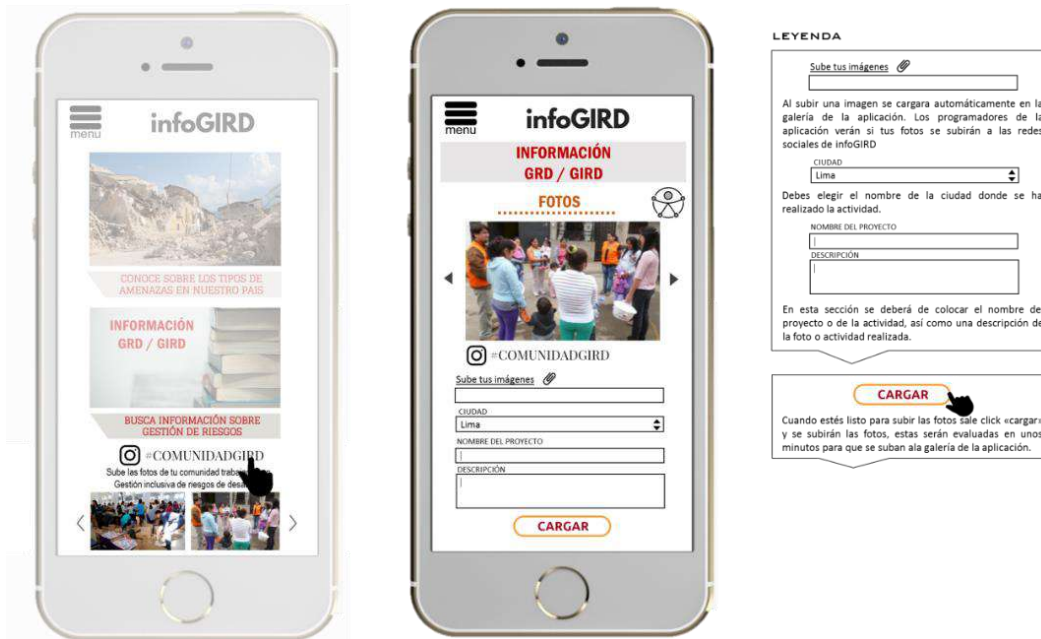 menu
infoGIRD
CONOCE SOBRE LOS TIPOS DE
AMENAZAS EN NUESTRO PAIS
INFORMACIÓN
GRD / GIRD
BUSCA INFORMACIÓN SOBRE
GESTIÓN DE RIESGOS
#COMUNIDADGIRD
Sube las fotos de tu comunidad
Gestión inclusiva de riesgos de
menu
infoGIRD
INFORMACIÓN
GRD / GIRD
FOTOS
#COMUNIDADGIRD
Sube tus imágenes
CIUDAD
Lima
NOMBRE DEL PROYECTO
DESCRIPCIÓN
CARGAR
LEYENDA
Sube tus imágenes
Al subir una imagen se cargara automáticamente en la
galería de la aplicación. Los programadores de la
aplicación verán si tus fotos se subirán a las redes
sociales de infoGIRD
CIUDAD
Lima
Debes elegir el nombre de la ciudad donde se ha
realizado la actividad.
NOMBRE DEL PROYECTO
DESCRIPCIÓN
En esta sección se deberá de colocar el nombre de
proyecto o de la actividad, así como una descripción de
la foto o actividad realizada.
CARGAR
Cuando estés listo para subir las fotos sale click «cargar»
y se subirán las fotos, estas serán evaluadas en unos
minutos para que se suban ala galería de la aplicación.